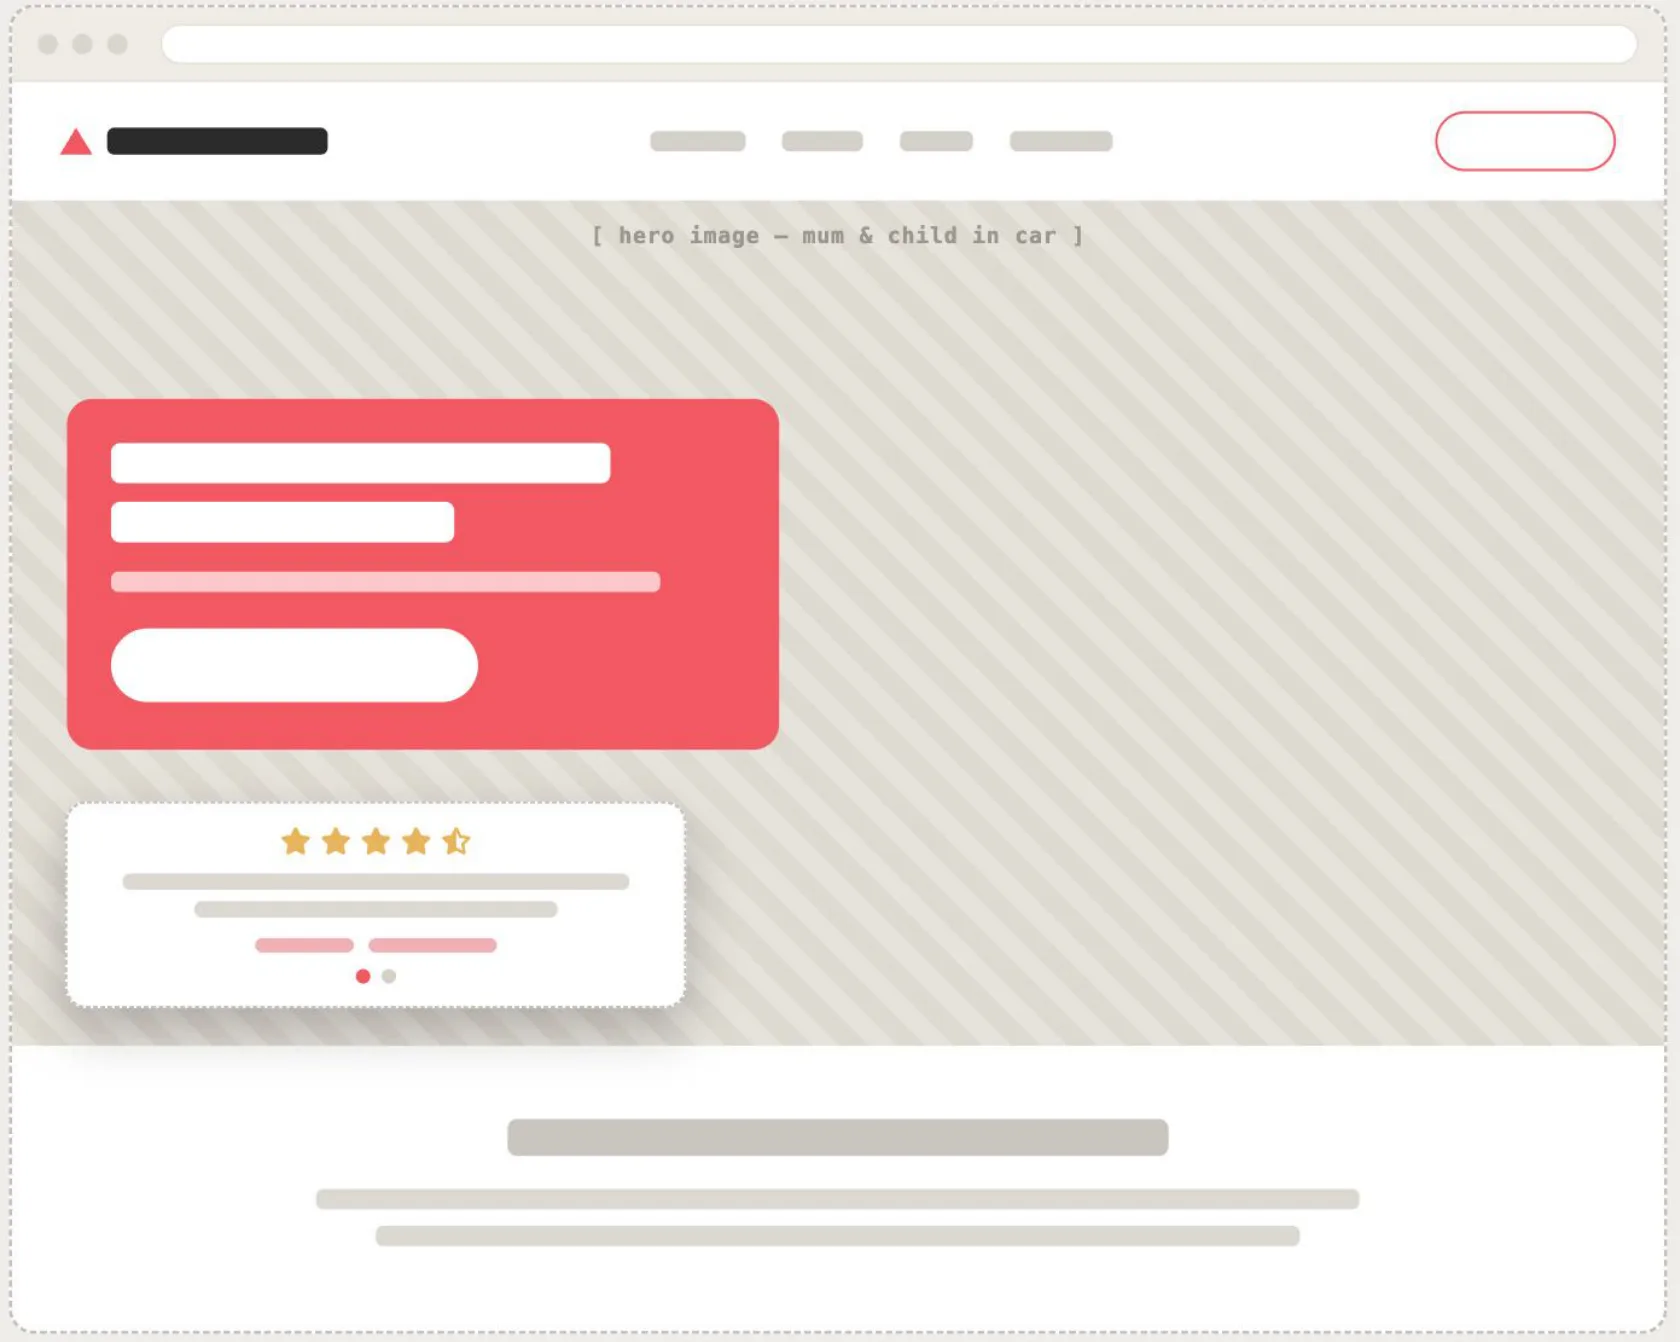 [ hero image — mum & child in car ]